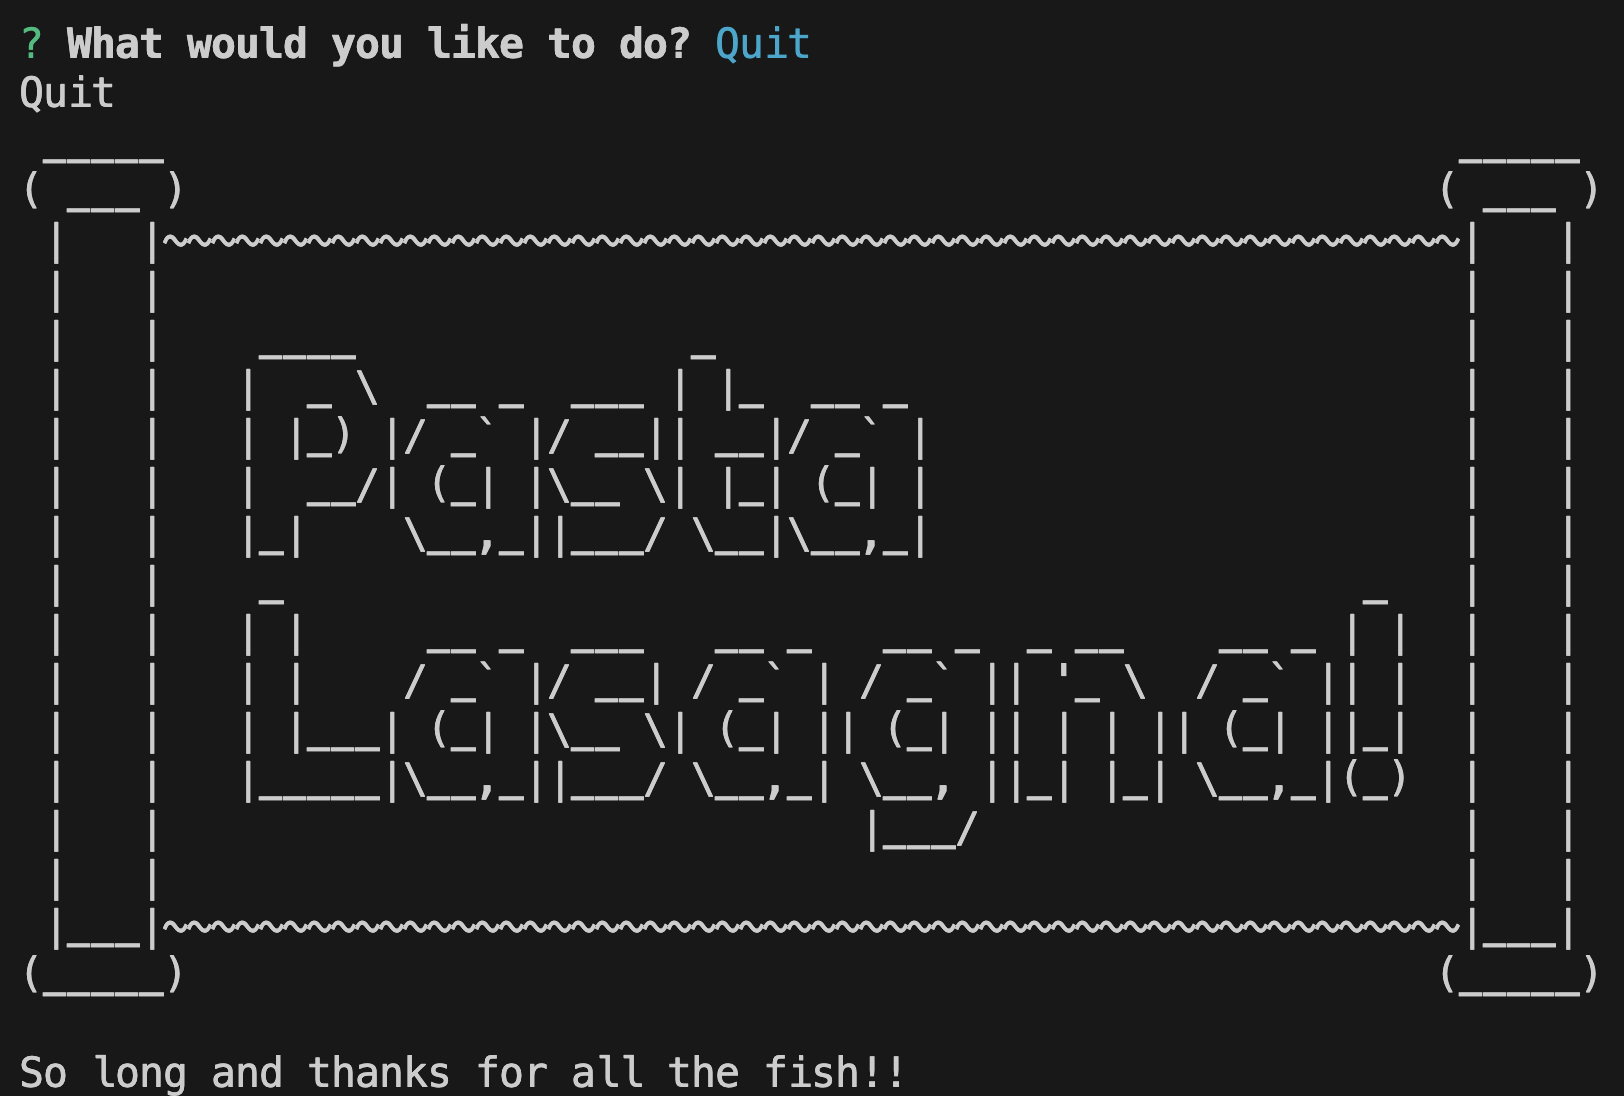 ? What would you like to do? Quit
Quit
Pasta
Lasagna!
So long and thanks for all the fish!!